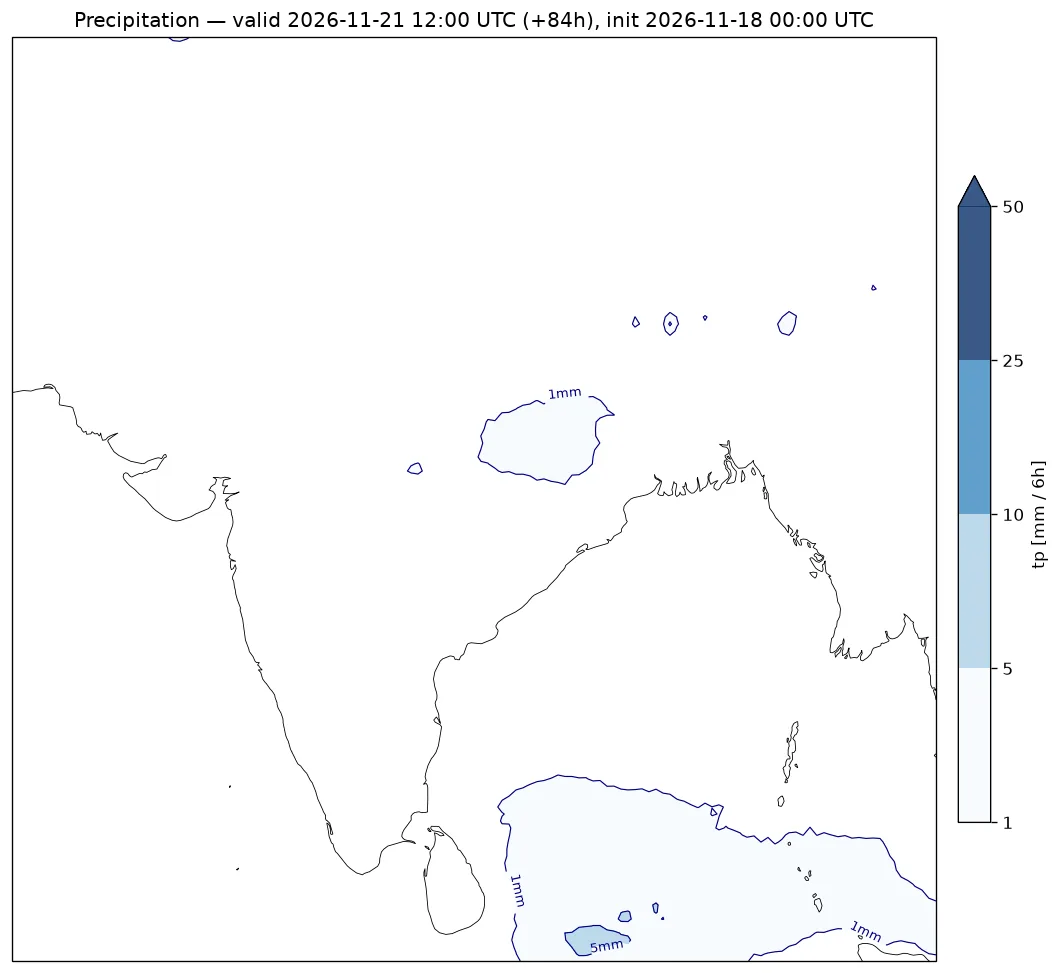 Precipitation — valid 2026-11-21 12:00 UTC (+84h), init 2026-11-18 00:00 UTC
50
25
10
5
1
tp [mm / 6h]
1mm
1mm
1mm
5mm